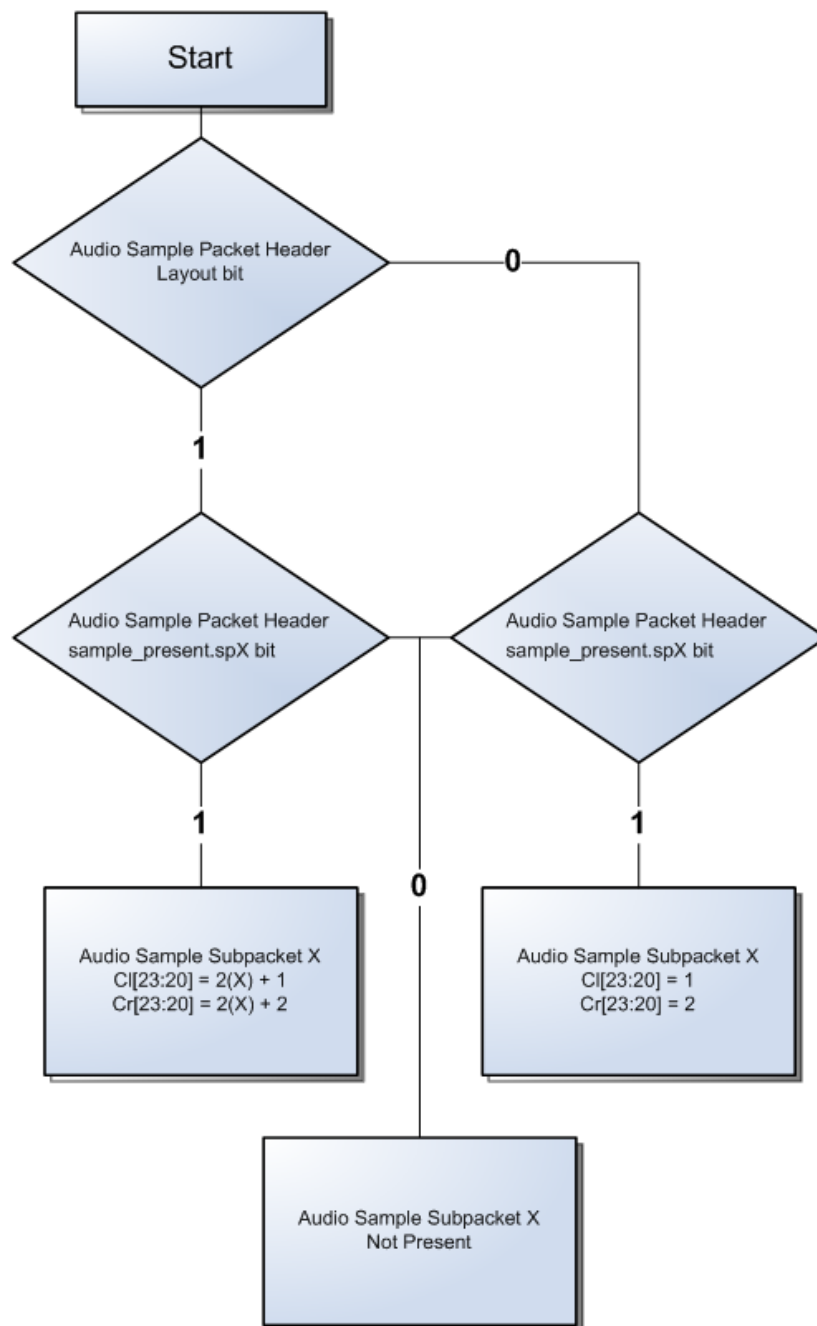 Start
Audio Sample Packet Header
Layout bit
0
1
Audio Sample Packet Header
sample_present.spX bit
Audio Sample Packet Header
sample_present.spX bit
1
1
0
Audio Sample Subpacket X
Cl[23:20] = 2(X) + 1
Cr[23:20] = 2(X) + 2
Audio Sample Subpacket X
Cl[23:20] = 1
Cr[23:20] = 2
Audio Sample Subpacket X
Not Present